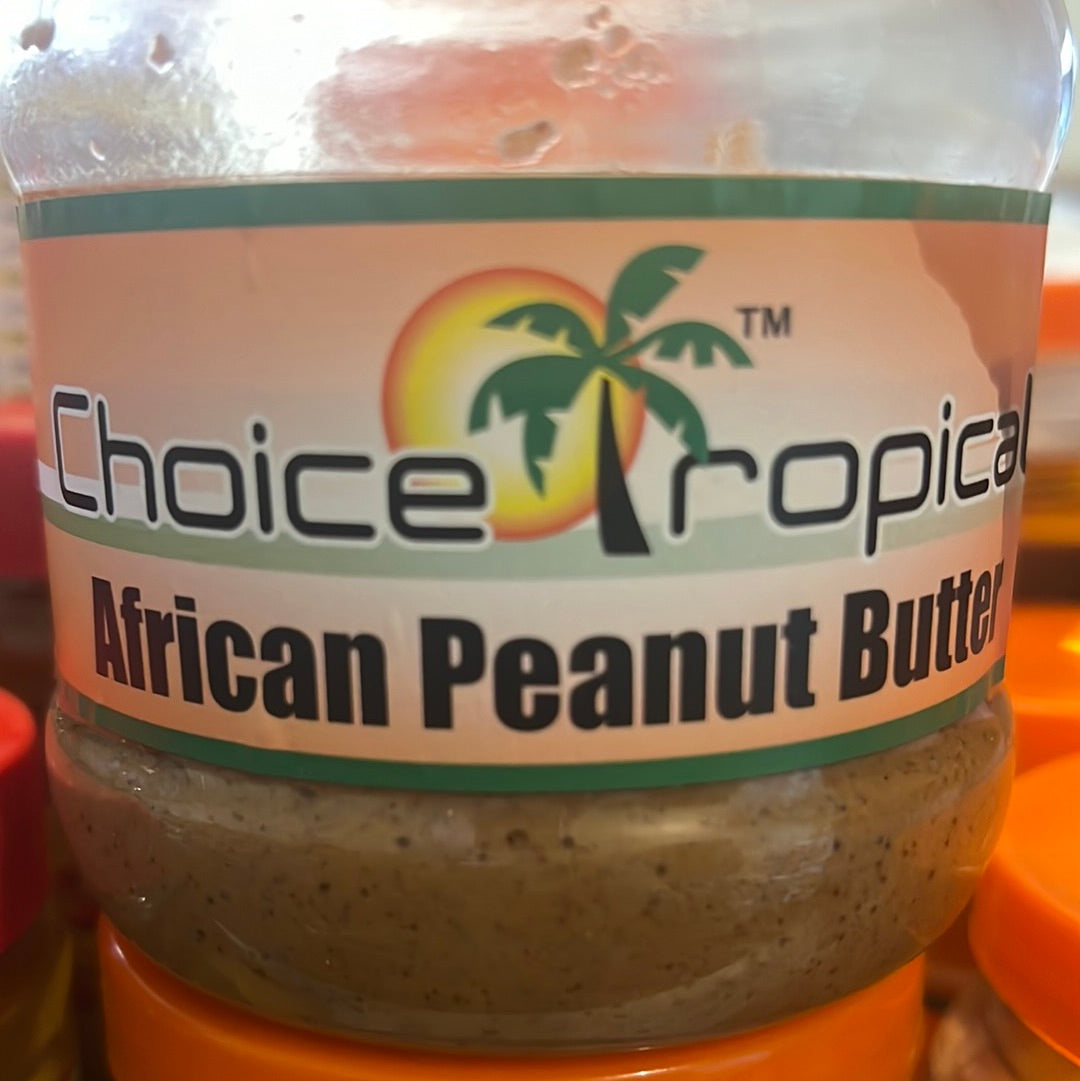 Choice Tropical TM
African Peanut Butter